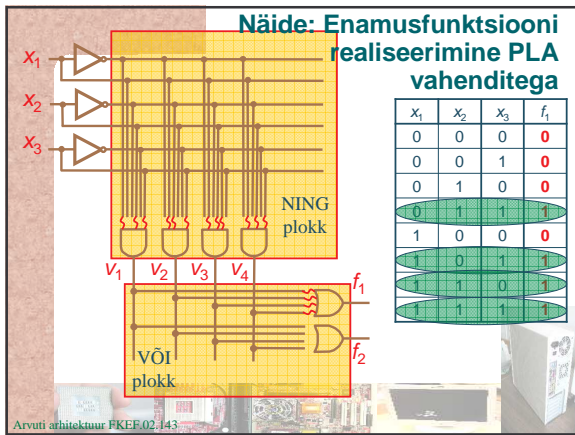 Näide: Enamusfunktsiooni
realiseerimine PLA
vahenditega
x1
x2
x3
NING
plokk
v1 v2 v3 v4
f1
f2
VÕI
plokk
x1 x2 x3 f1
0 0 0 0
0 0 1 0
0 1 0 0
0 1 1 1
1 0 0 0
1 0 1 1
1 1 0 1
1 1 1 1
Arvuti arhitektuur FKEF.02.143